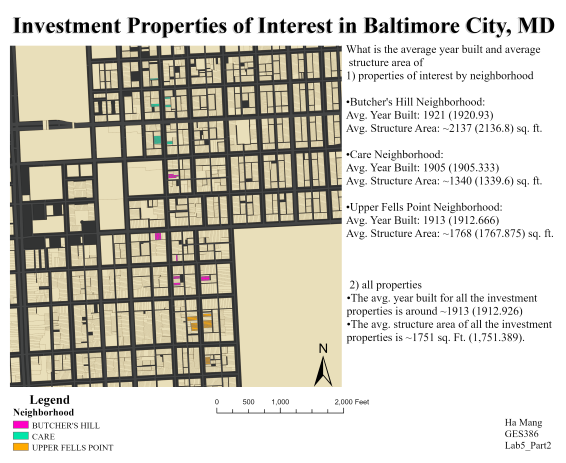 Investment Properties of Interest in Baltimore City, MD
What is the average year built and average
structure area of
1) properties of interest by neighborhood
•Butcher's Hill Neighborhood:
Avg. Year Built: 1921 (1920.93)
Avg. Structure Area: ~2137 (2136.8) sq. ft.
•Care Neighborhood:
Avg. Year Built: 1905 (1905.333)
Avg. Structure Area: ~1340 (1339.6) sq. ft.
•Upper Fells Point Neighborhood:
Avg. Year Built: 1913 (1912.666)
Avg. Structure Area: ~1768 (1767.875) sq. ft.
2) all properties
•The avg. year built for all the investment
properties is around ~1913 (1912.926)
•The avg. structure area of all the investment
properties is ~1751 sq. Ft. (1,751.389).
N
Legend
Neighborhood
BUTCHER'S HILL
CARE
UPPER FELLS POINT
0 500 1,000 2,000 Feet
Ha Mang
GES386
Lab5_Part2